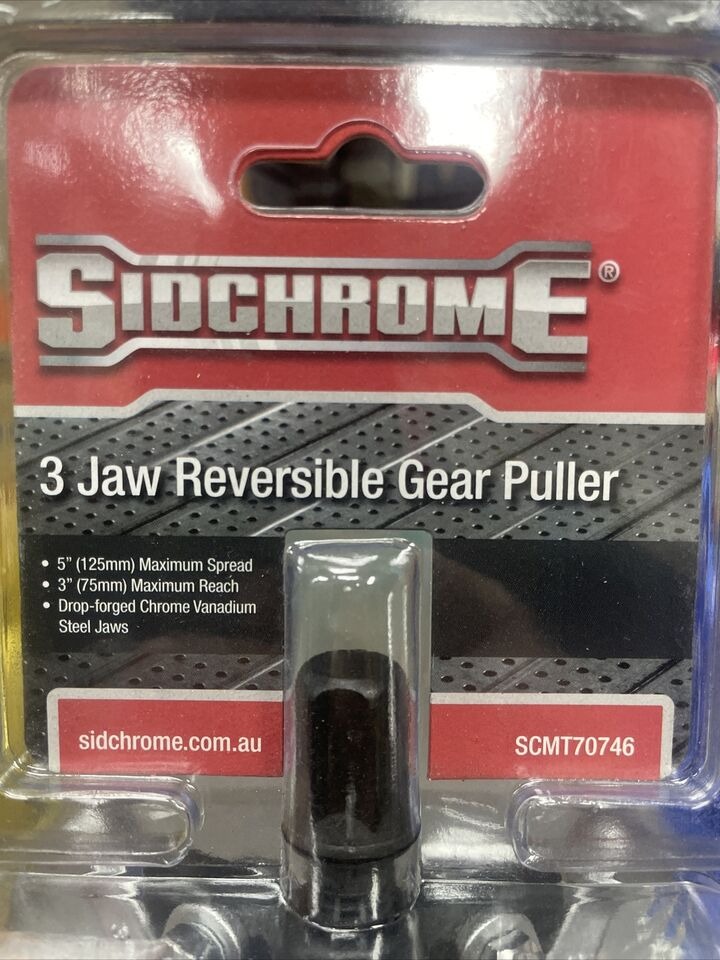 SIDCHROME®
3 Jaw Reversible Gear Puller
• 5” (125mm) Maximum Spread
• 3” (75mm) Maximum Reach
• Drop-forged Chrome Vanadium
Steel Jaws
sidchrome.com.au
SCMT70746